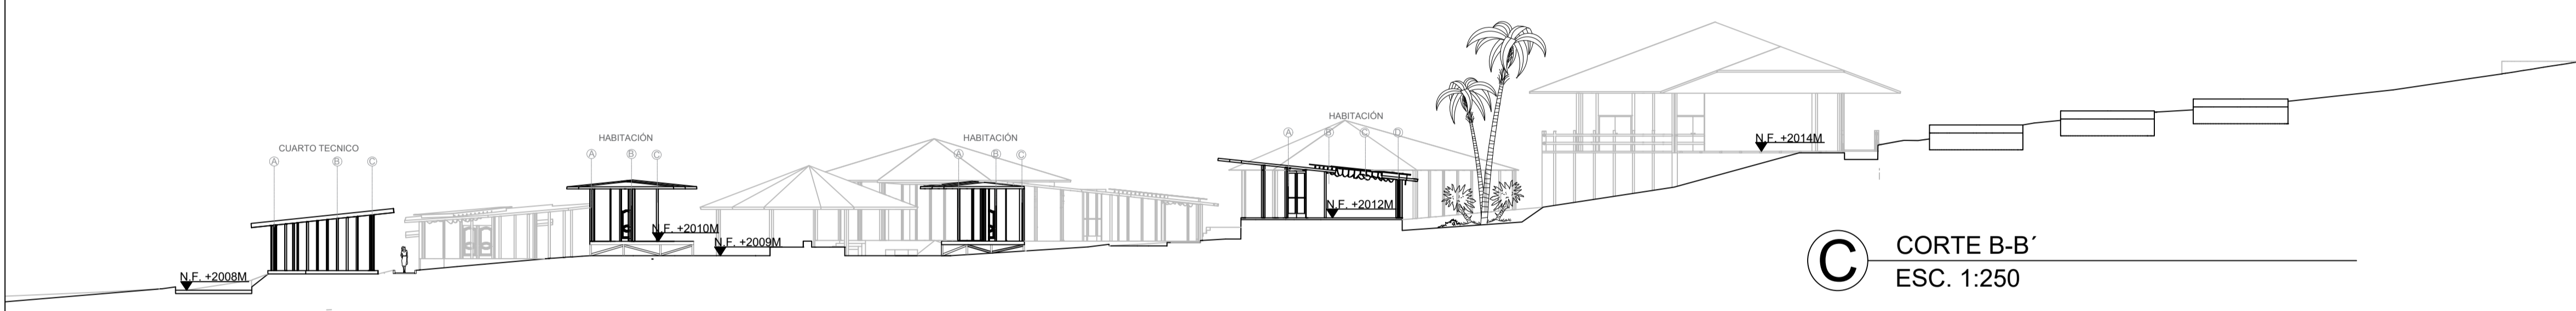 CUARTO TECNICO
A B C
N.F. +2008M
HABITACIÓN
A B C
N.F. +2010M
N.F. +2009M
HABITACIÓN
A B C
HABITACIÓN
A B C D
N.F. +2012M
N.F. +2014M
C
CORTE B-B´
ESC. 1:250